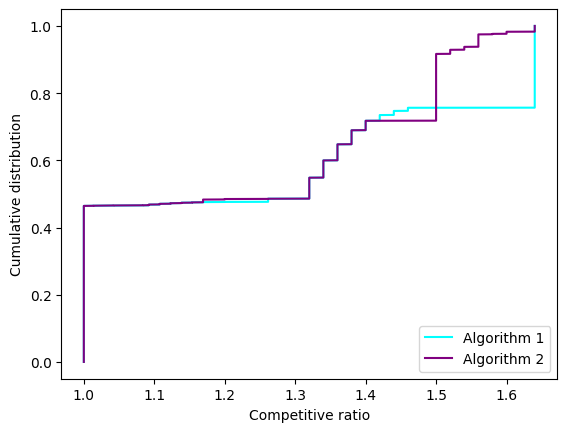 Cumulative distribution
1.0
0.8
0.6
0.4
0.2
0.0
1.0 1.1 1.2 1.3 1.4 1.5 1.6
Competitive ratio
Algorithm 1
Algorithm 2